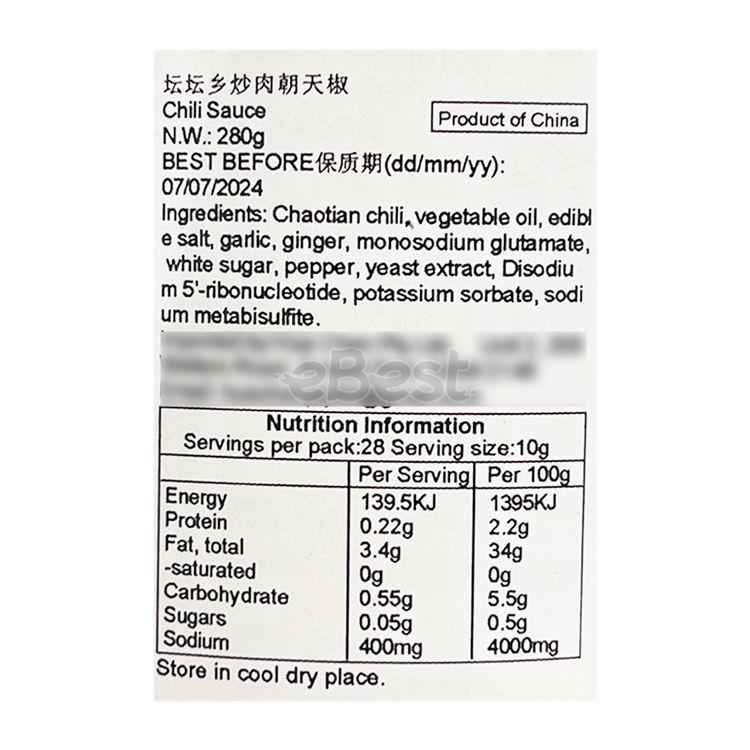 坛坛乡炒肉朝天椒
Chili Sauce
Product of China
N.W.: 280g
BEST BEFORE保质期(dd/mm/yy):
07/07/2024
Ingredients: Chaotian chili, vegetable oil, edibl
e salt, garlic, ginger, monosodium glutamate,
white sugar, pepper, yeast extract, Disodiu
m 5'-ribonucleotide, potassium sorbate, sodi
um metabisulfite.
eBest
Nutrition Information
Servings per pack:28 Serving size:10g
Per Serving Per 100g
Energy 139.5KJ 1395KJ
Protein 0.22g 2.2g
Fat, total 3.4g 34g
-saturated 0g 0g
Carbohydrate 0.55g 5.5g
Sugars 0.05g 0.5g
Sodium 400mg 4000mg
Store in cool dry place.